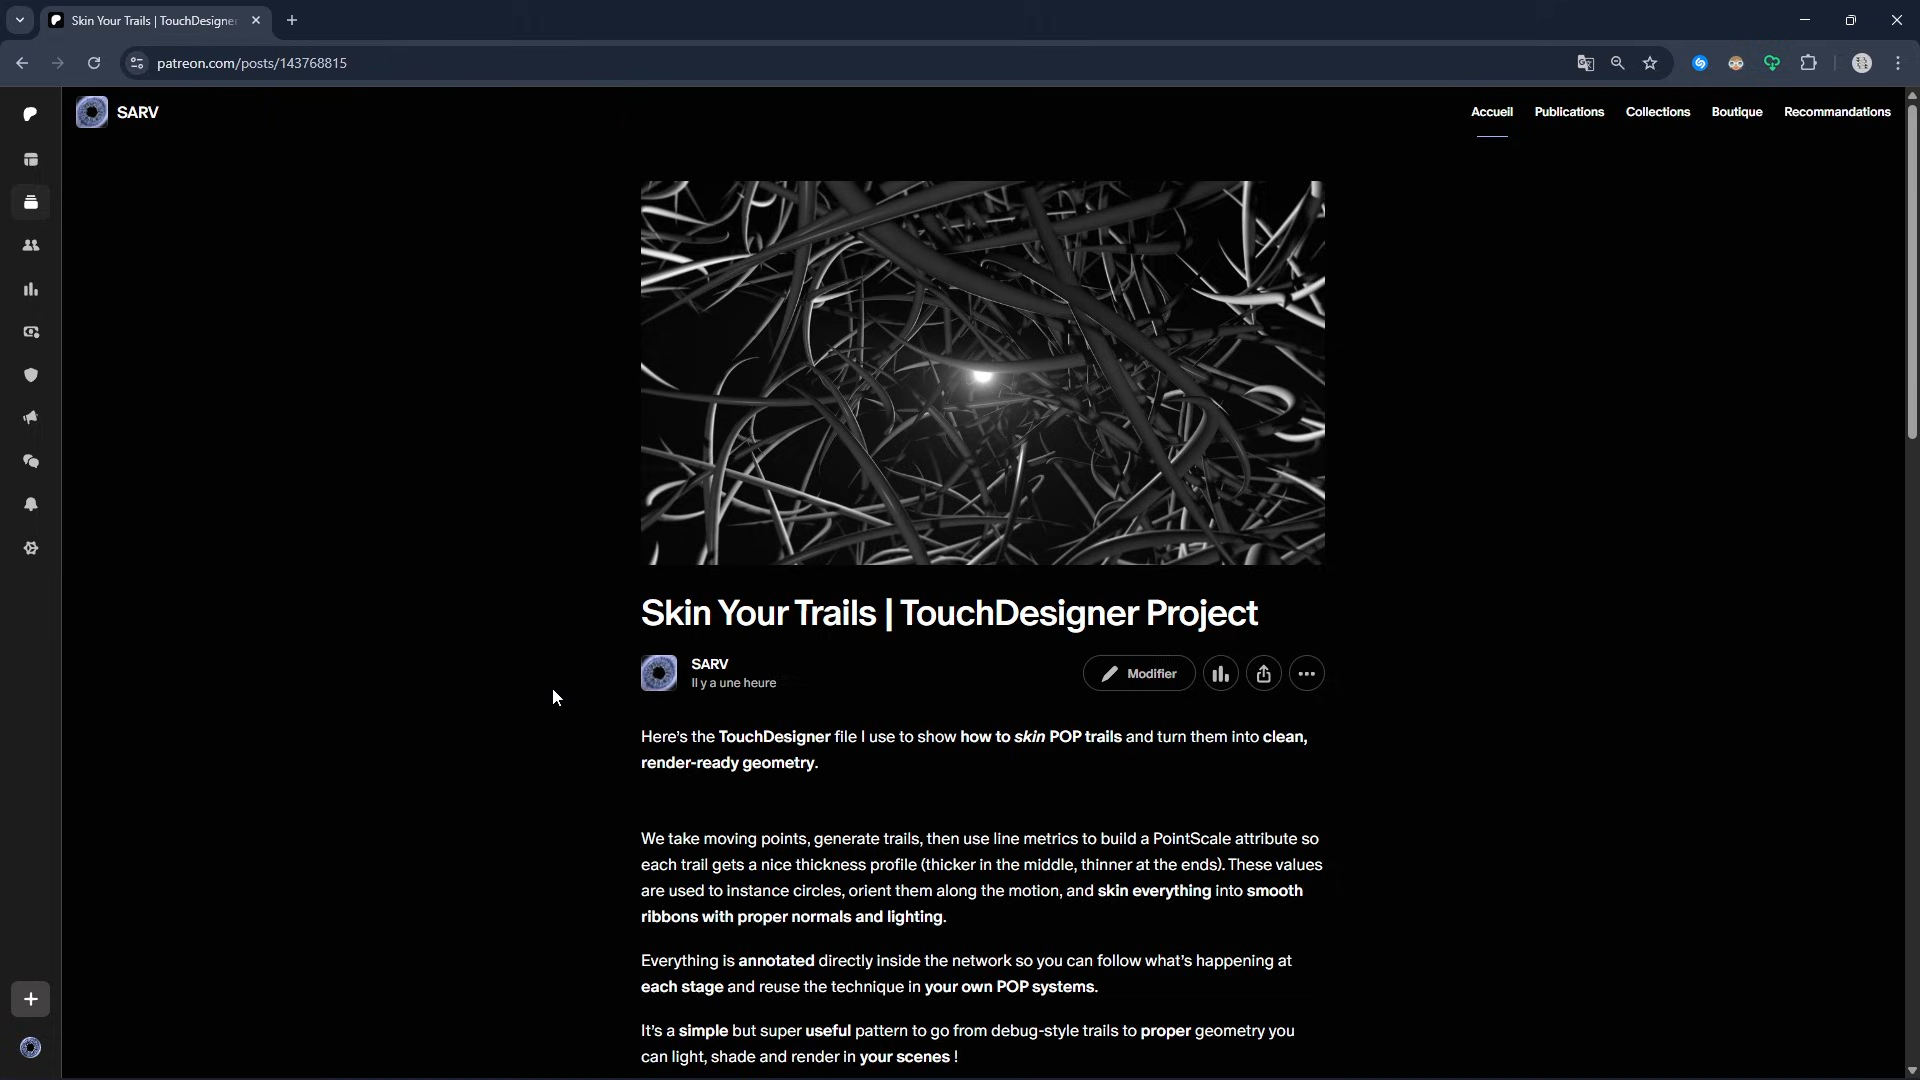 Skin Your Trails | TouchDesigner
patreon.com/posts/143768815
SARV
Accueil
Publications
Collections
Boutique
Recommandations
Skin Your Trails | TouchDesigner Project
SARV
Il y a une heure
Modifier
Here’s the TouchDesigner file I use to show how to skin POP trails and turn them into clean,
render-ready geometry.
We take moving points, generate trails, then use line metrics to build a PointScale attribute so
each trail gets a nice thickness profile (thicker in the middle, thinner at the ends). These values
are used to instance circles, orient them along the motion, and skin everything into smooth
ribbons with proper normals and lighting.
Everything is annotated directly inside the network so you can follow what’s happening at
each stage and reuse the technique in your own POP systems.
It’s a simple but super useful pattern to go from debug-style trails to proper geometry you
can light, shade and render in your scenes !